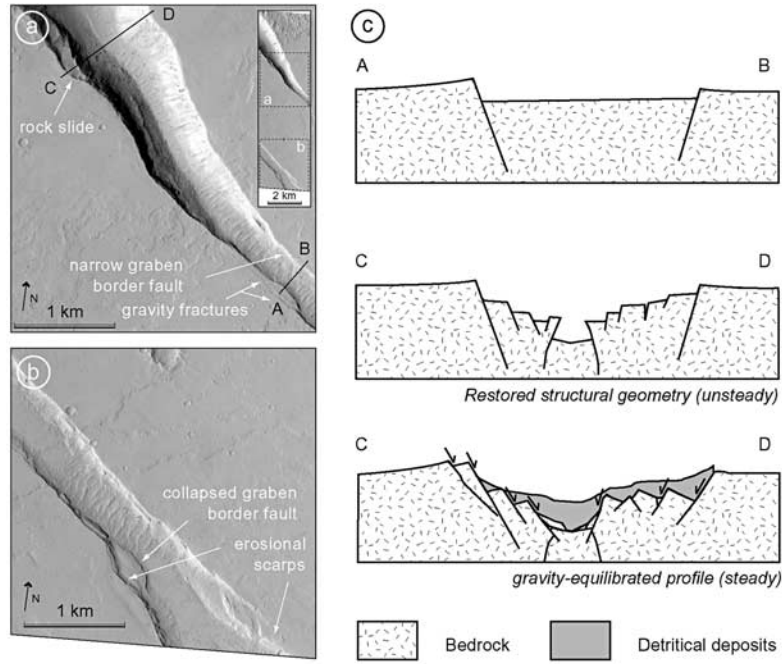 a
D
C
rock slide
a
b
2 km
narrow graben
border fault
B
gravity fractures
A
N
1 km
b
collapsed graben
border fault
erosional
scarps
N
1 km
c
A
B
C
D
Restored structural geometry (unsteady)
C
D
gravity-equilibrated profile (steady)
Bedrock
Detritical deposits